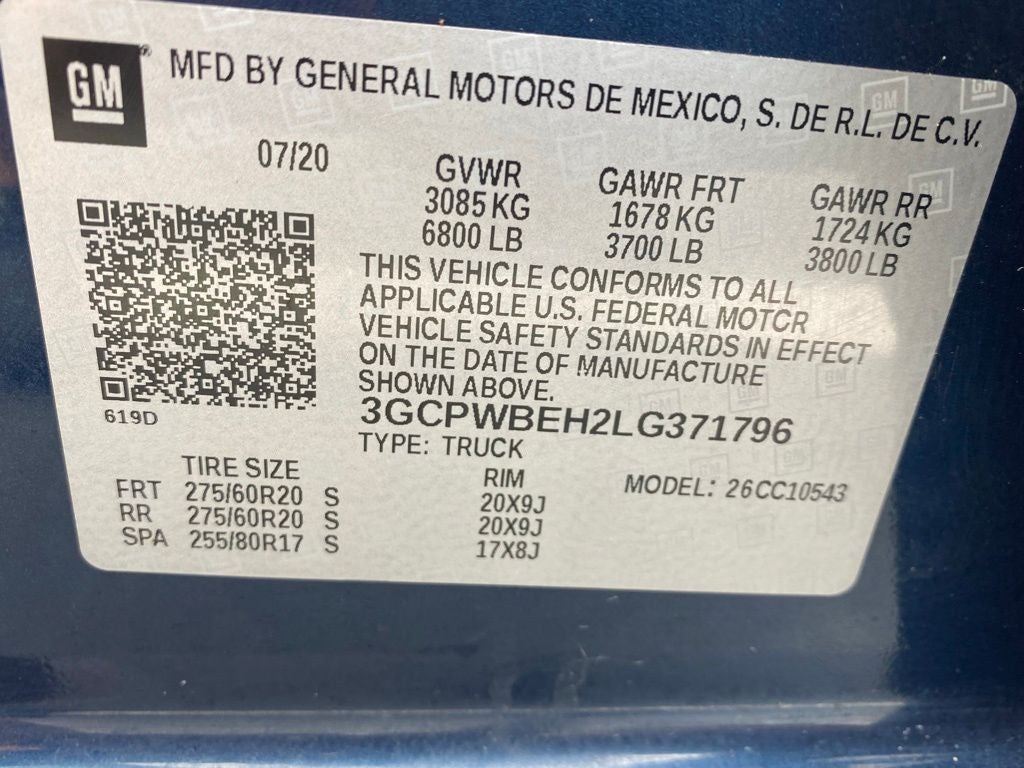 GM® MFD BY GENERAL MOTORS DE MEXICO, S. DE R.L. DE C.V.
07/20
GVWR GAWR FRT GAWR RR
3085 KG 1678 KG 1724 KG
6800 LB 3700 LB 3800 LB
THIS VEHICLE CONFORMS TO ALL
APPLICABLE U.S. FEDERAL MOTOR
VEHICLE SAFETY STANDARDS IN EFFECT
ON THE DATE OF MANUFACTURE
SHOWN ABOVE.
3GCPWBEH2LG371796
619D
TYPE: TRUCK
TIRE SIZE RIM MODEL: 26CC10543
FRT 275/60R20 S 20X9J
RR 275/60R20 S 20X9J
SPA 255/80R17 S 17X8J